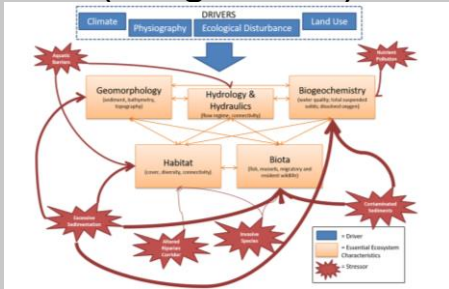 DRIVERS
Climate
Physiography
Ecological Disturbance
Land Use
Aquatic
Barriers
Nutrient
Pollution
Geomorphology
(sediment, bathymetry,
topography)
Hydrology &
Hydraulics
(flow regime, connectivity)
Biogeochemistry
(water quality, total suspended
solids, dissolved oxygen)
Habitat
(cover, diversity, connectivity)
Biota
(fish, mussels, migratory and
resident wildlife)
Excessive
Sedimentation
Altered
Riparian
Corridor
Invasive
Species
Contaminated
Sediments
= Driver
= Essential Ecosystem
Characteristics
= Stressor